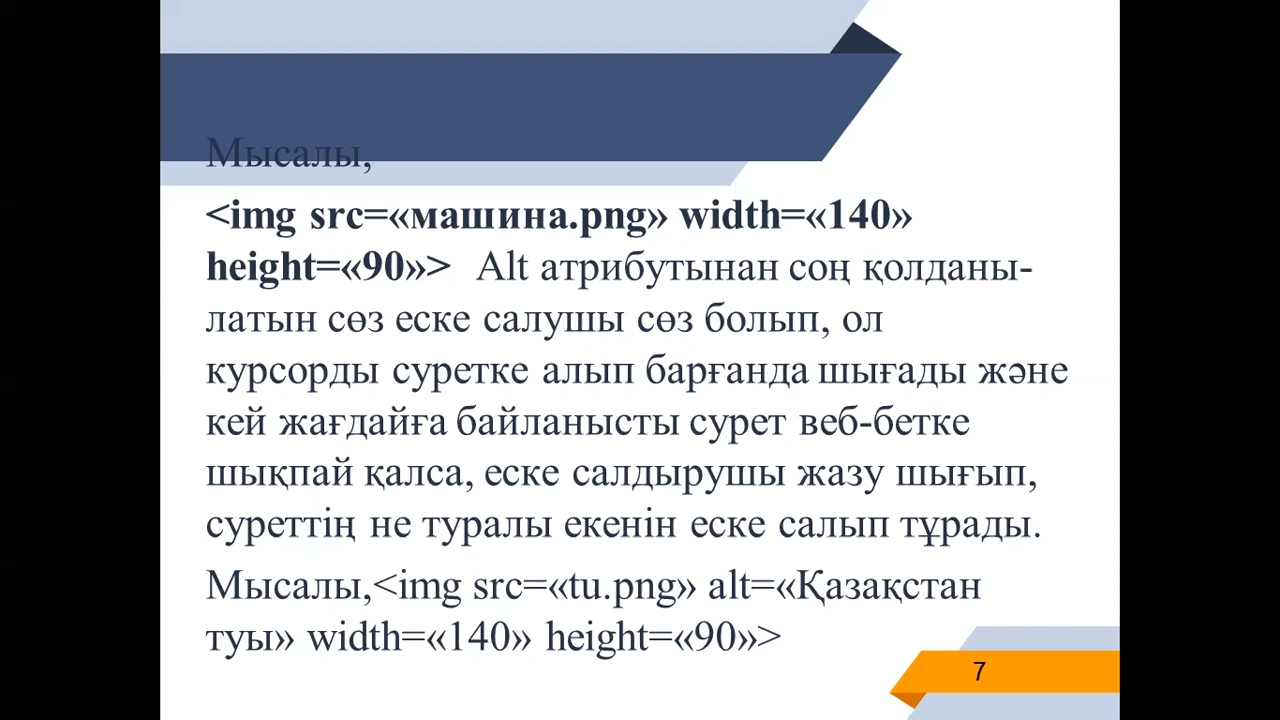 Мысалы,
<img src=«машина.png» width=«140»
height=«90»> Alt атрибутынан соң қолданы-
латын сөз еске салушы сөз болып, ол
курсорды суретке алып барғанда шығады және
кей жағдайға байланысты сурет веб-бетке
шықпай қалса, еске салдырушы жазу шығып,
суреттің не туралы екенін еске салып тұрады.
Мысалы,<img src=«tu.png» alt=«Қазақстан
туы» width=«140» height=«90»>
7